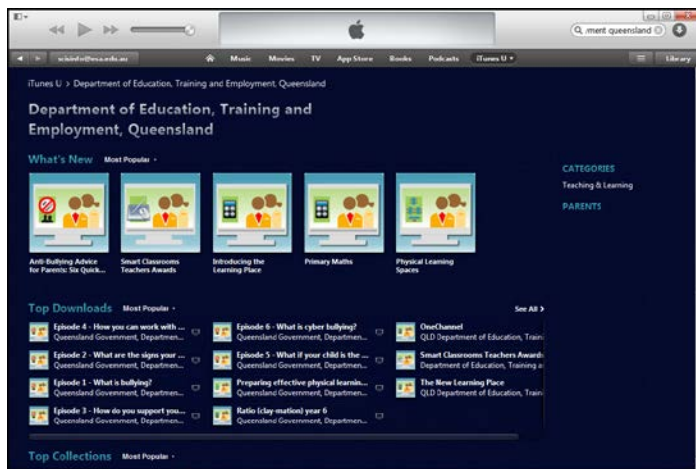 ment queensland
sciinfo@esa.edu.au
Music Movies TV App Store Books Podcasts iTunes U
Library
iTunes U > Department of Education, Training and Employment, Queensland
Department of Education, Training and
Employment, Queensland
What's New Most Popular
CATEGORIES
Teaching & Learning
PARENTS
Anti-Bullying Advice
for Parents: Six Quick...
Smart Classrooms
Teachers Awards
Introducing the
Learning Place
Primary Maths
Physical Learning
Spaces
Top Downloads Most Popular
See All >
Episode 4 - How you can work with ...
Queensland Government, Departmen...
Episode 6 - What is cyber bullying?
Queensland Government, Departmen...
OneChannel
QLD Department of Education, Traini
Episode 2 - What are the signs your ...
Queensland Government, Departmen...
Episode 5 - What if your child is the ...
Queensland Government, Departmen...
Smart Classrooms Teachers Awards
Department of Education, Training a
Episode 1 - What is bullying?
Queensland Government, Departmen...
Preparing effective physical learnin...
Queensland Government, Departmen...
The New Learning Place
QLD Department of Education, Traini
Episode 3 - How do you support you...
Queensland Government, Departmen...
Ratio (clay-mation) year 6
Queensland Government, Departmen...
Top Collections Most Popular